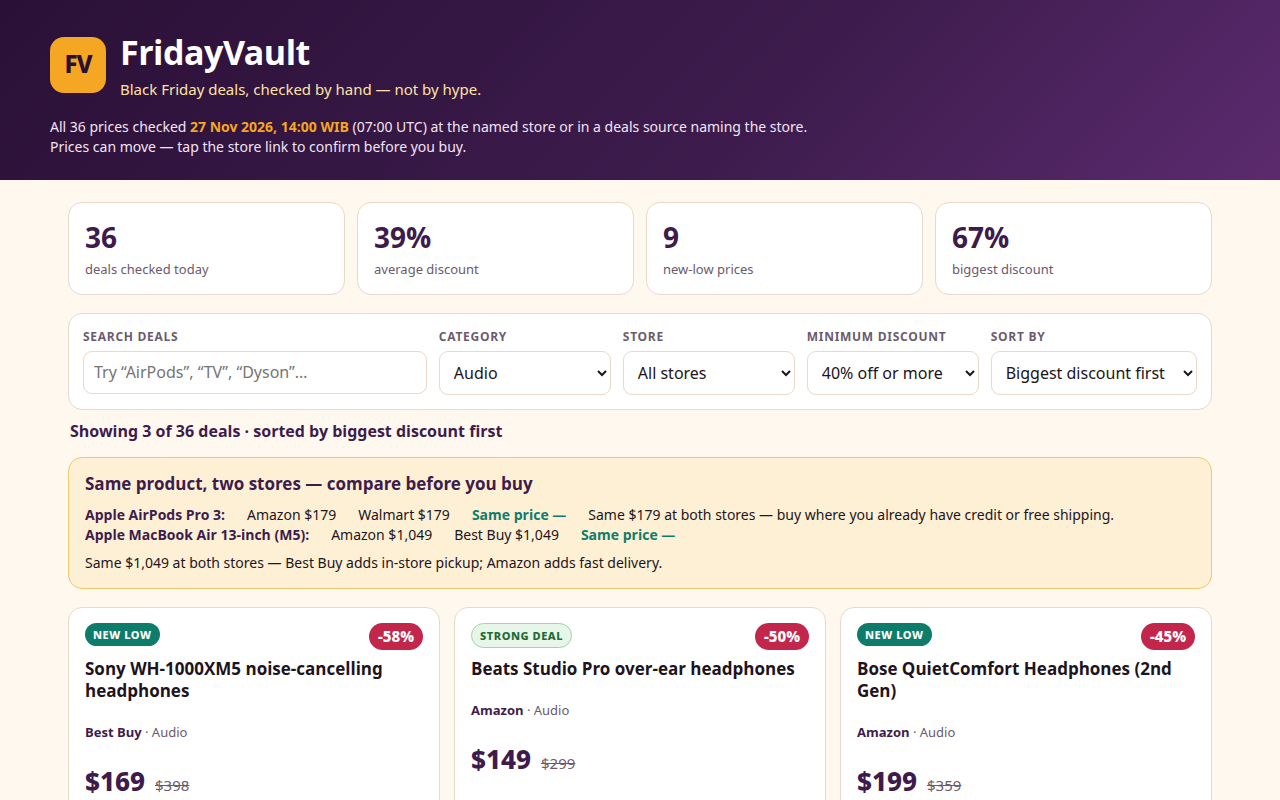 FV
FridayVault
Black Friday deals, checked by hand — not by hype.
All 36 prices checked 27 Nov 2026, 14:00 WIB (07:00 UTC) at the named store or in a deals source naming the store.
Prices can move — tap the store link to confirm before you buy.
36
deals checked today
39%
average discount
9
new-low prices
67%
biggest discount
SEARCH DEALS
Try “AirPods”, “TV”, “Dyson”…
CATEGORY
Audio
STORE
All stores
MINIMUM DISCOUNT
40% off or more
SORT BY
Biggest discount first
Showing 3 of 36 deals · sorted by biggest discount first
Same product, two stores — compare before you buy
Apple AirPods Pro 3: Amazon $179 Walmart $179 Same price — Same $179 at both stores — buy where you already have credit or free shipping.
Apple MacBook Air 13-inch (M5): Amazon $1,049 Best Buy $1,049 Same price —
Same $1,049 at both stores — Best Buy adds in-store pickup; Amazon adds fast delivery.
NEW LOW
-58%
Sony WH-1000XM5 noise-cancelling
headphones
Best Buy · Audio
$169 $398
STRONG DEAL
-50%
Beats Studio Pro over-ear headphones
Amazon · Audio
$149 $299
NEW LOW
-45%
Bose QuietComfort Headphones (2nd
Gen)
Amazon · Audio
$199 $359